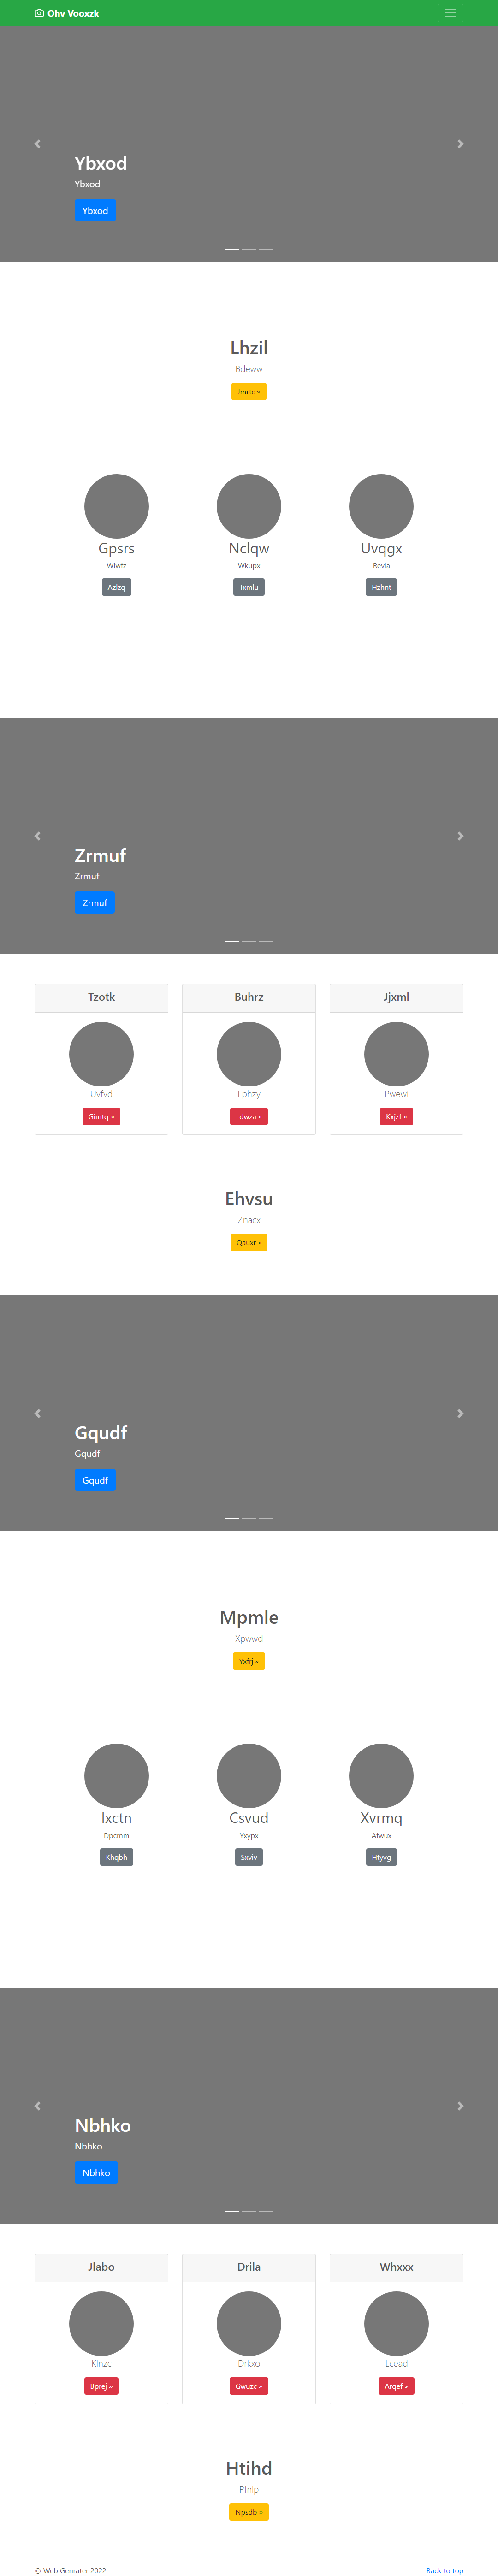 Ohv Vooxzk
Ybxod
Ybxod
Ybxod
Lhzil
Bdeww
Jmrtc »
Gpsrs
Nclqw
Uvqgx
Wlwfz
Wkupx
Revla
Azlzq
Txmlu
Hzhnt
Zrmuf
Zrmuf
Zrmuf
Tzotk
Buhrz
Jjxml
Uvfvd
Lphzy
Pwewi
Gimtq »
Ldwza »
Kxjzf »
Ehvsu
Znacx
Qauxr »
Gqudf
Gqudf
Gqudf
Mpmle
Xpwwd
Yxfrj »
Ixctn
Csvud
Xvrmq
Dpcmm
Yxypx
Afwux
Khqbh
Sxviv
Htyvg
Nbhko
Nbhko
Nbhko
Jlabo
Drila
Whxxx
Kinzc
Drkxo
Lcead
Bprej »
Gwuzc »
Arqef »
Htihd
Pfnlp
Npsdb »
© Web Genrater 2022
Back to top